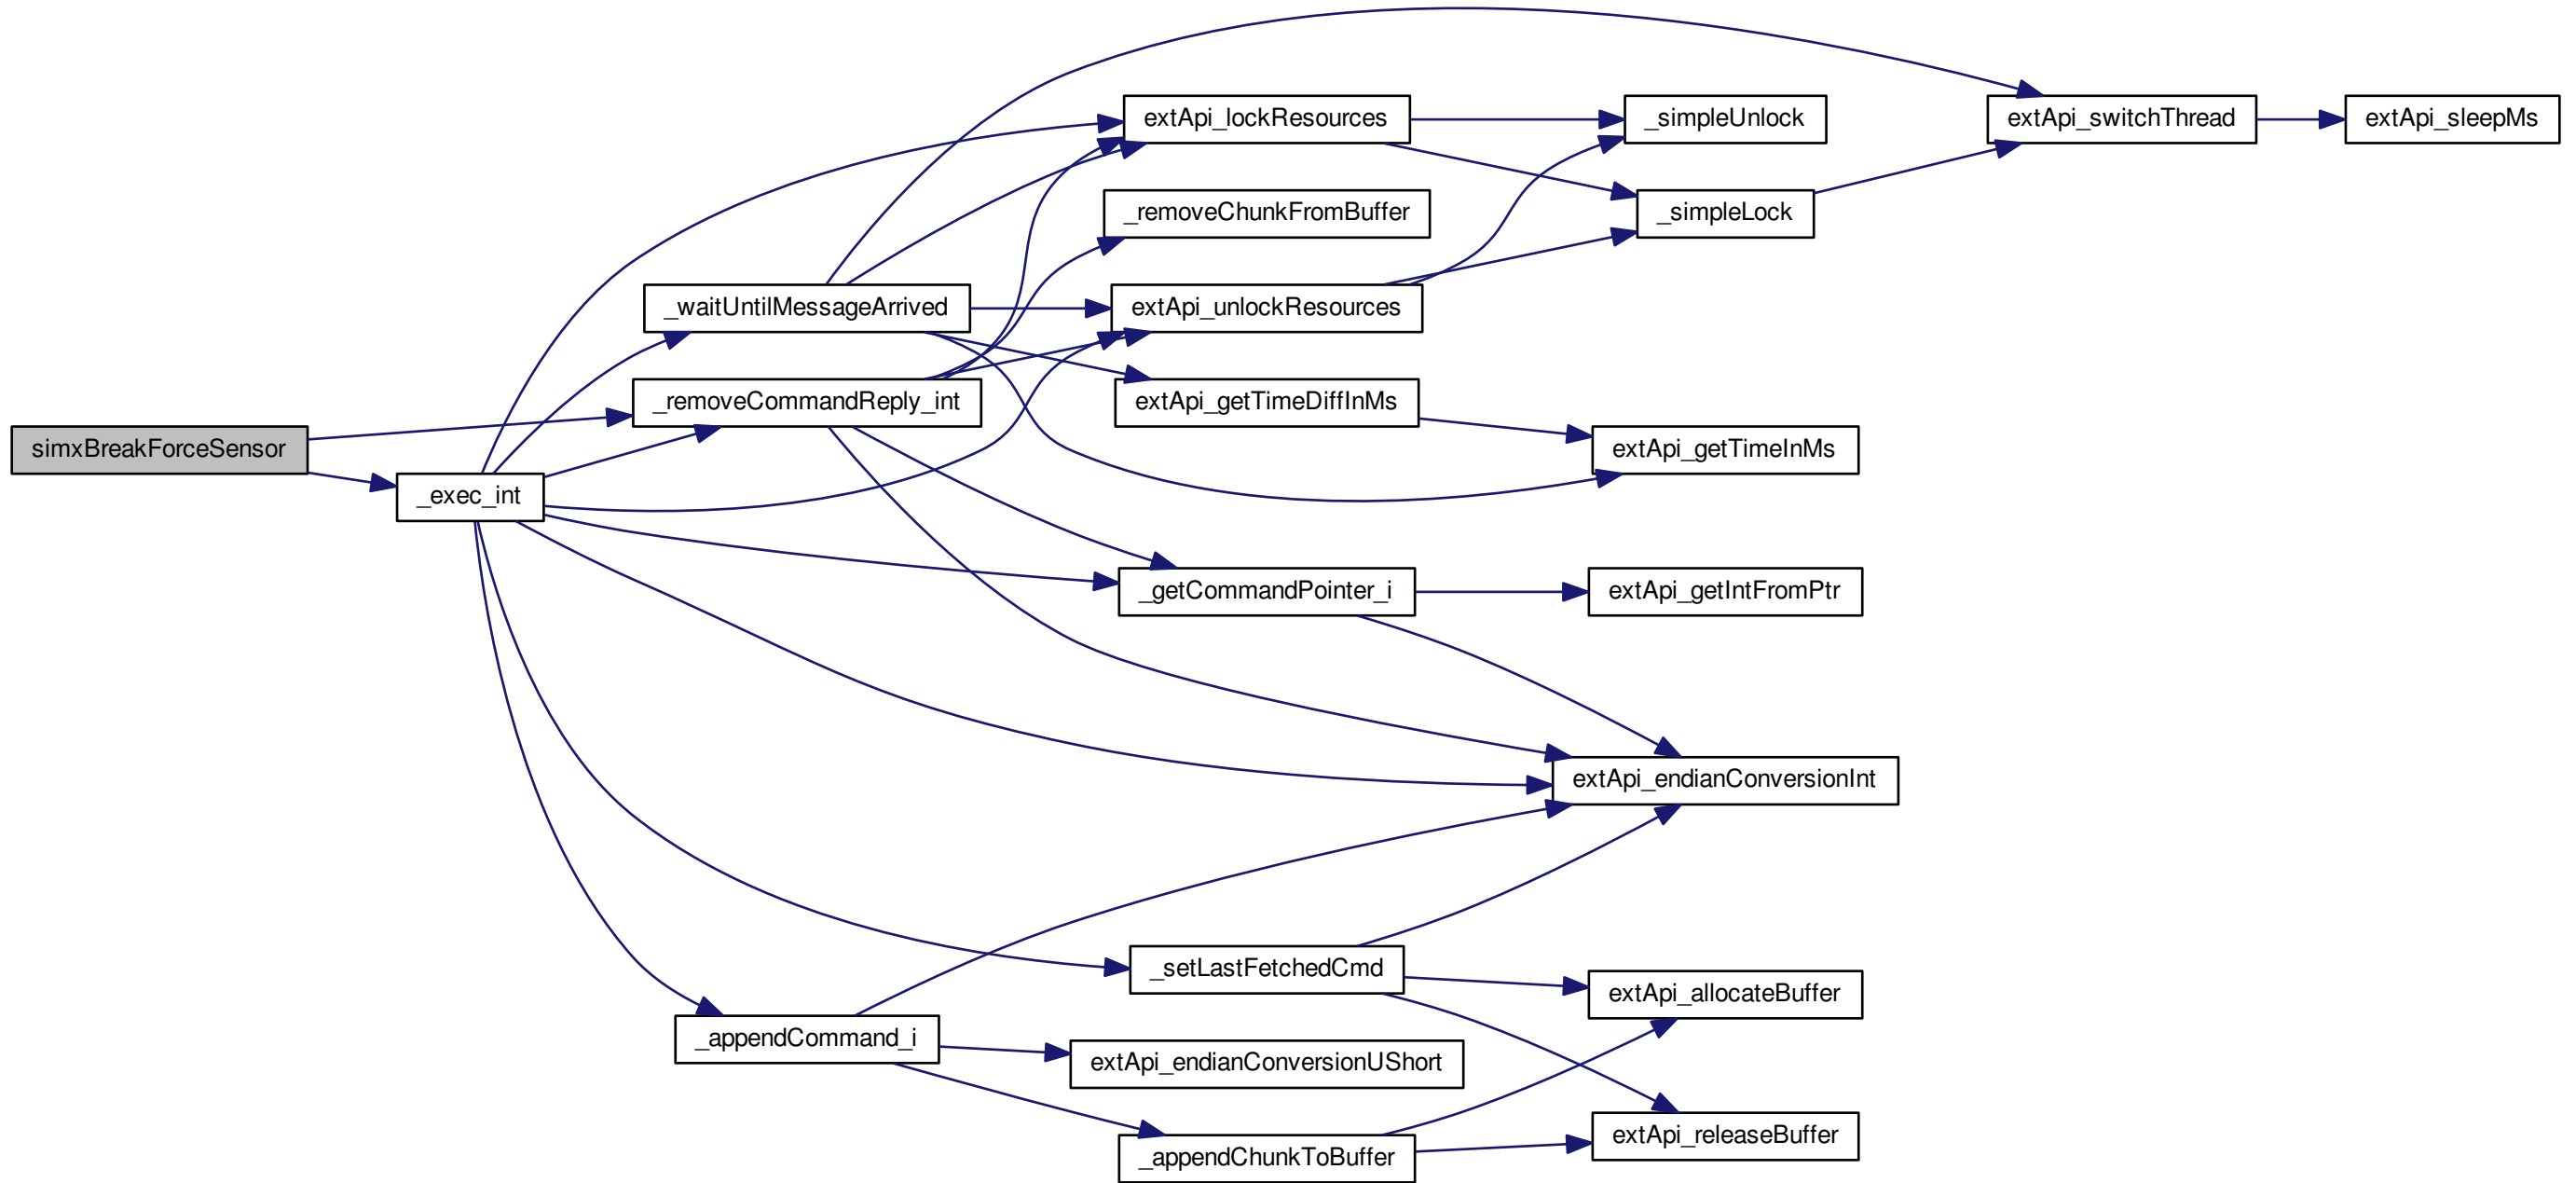 extApi_lockResources
_simpleUnlock
extApi_switchThread
extApi_sleepMs
_removeChunkFromBuffer
_simpleLock
_waitUntilMessageArrived
extApi_unlockResources
_removeCommandReply_int
extApi_getTimeDiffInMs
simxBreakForceSensor
extApi_getTimeInMs
_exec_int
_getCommandPointer_i
extApi_getIntFromPtr
extApi_endianConversionInt
_setLastFetchedCmd
extApi_allocateBuffer
_appendCommand_i
extApi_endianConversionUShort
extApi_releaseBuffer
_appendChunkToBuffer